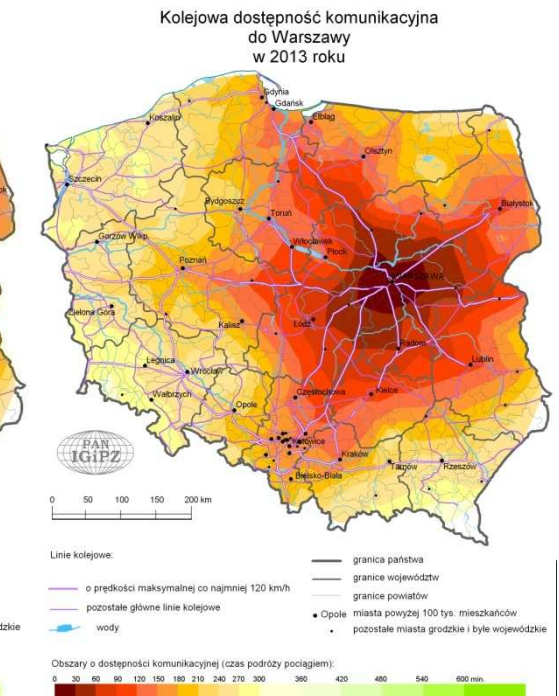 Kolejowa dostępność komunikacyjna
do Warszawy
w 2013 roku
Gdynia
Gdańsk
Koszalin
Elbląg
Olsztyn
Szczecin
Bydgoszcz
Toruń
Białystok
Gorzów Wlkp.
Włocławek
Płock
Poznań
WARSZAWA
Zielona Góra
Kalisz
Łódź
Radom
Legnica
Wrocław
Lublin
Wałbrzych
Opole
Częstochowa
Kielce
Katowice
Kraków
Tarnów
Rzeszów
Bielsko-Biała
PAN
IGiPZ
0 50 100 150 200 km
Linie kolejowe:
o prędkości maksymalnej co najmniej 120 km/h
pozostałe główne linie kolejowe
wody
granica państwa
granice województw
granice powiatów
Opole miasta powyżej 100 tys. mieszkańców
pozostałe miasta grodzkie i byłe wojewódzkie
dzkie
Obszary o dostępności komunikacyjnej (czas podróży pociągiem):
0 30 60 90 120 150 180 210 240 270 300 360 420 480 540 600 min.